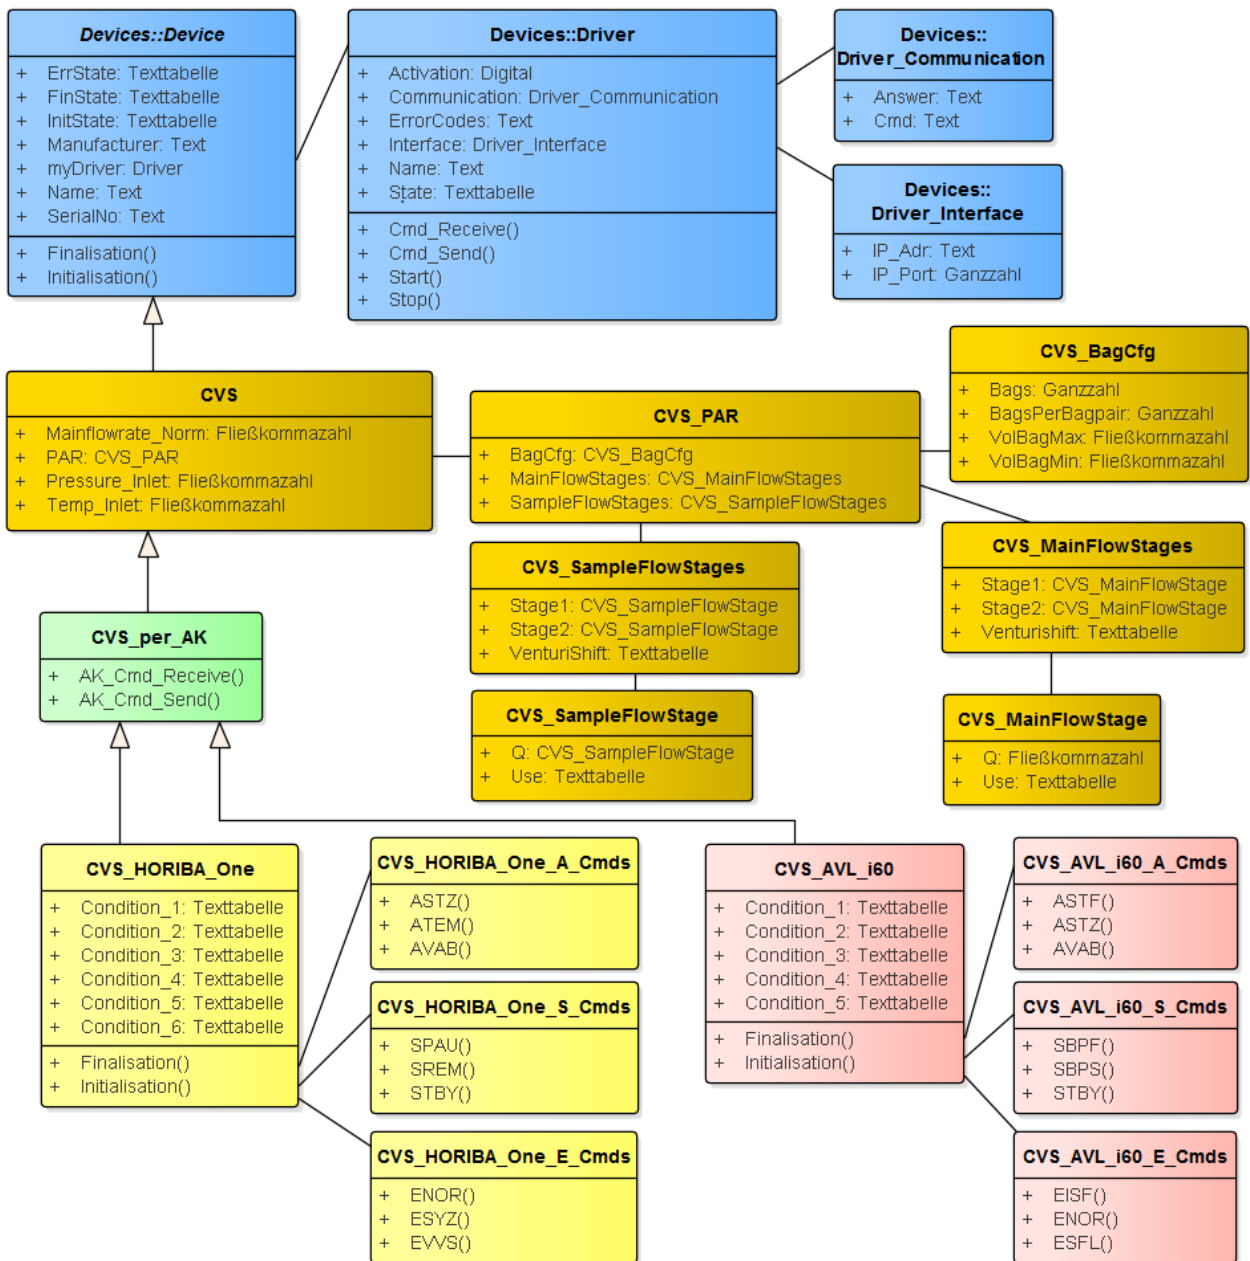 Devices::Device
+ ErrState: Texttabelle
+ FinState: Texttabelle
+ InitState: Texttabelle
+ Manufacturer: Text
+ myDriver: Driver
+ Name: Text
+ SerialNo: Text
+ Finalisation()
+ Initialisation()
Devices::Driver
+ Activation: Digital
+ Communication: Driver_Communication
+ ErrorCodes: Text
+ Interface: Driver_Interface
+ Name: Text
+ State: Texttabelle
+ Cmd_Receive()
+ Cmd_Send()
+ Start()
+ Stop()
Devices::
Driver_Communication
+ Answer: Text
+ Cmd: Text
Devices::
Driver_Interface
+ IP_Adr: Text
+ IP_Port: Ganzzahl
CVS
+ Mainflowrate_Norm: Fließkommazahl
+ PAR: CVS_PAR
+ Pressure_Inlet: Fließkommazahl
+ Temp_Inlet: Fließkommazahl
CVS_PAR
+ BagCfg: CVS_BagCfg
+ MainFlowStages: CVS_MainFlowStages
+ SampleFlowStages: CVS_SampleFlowStages
CVS_BagCfg
+ Bags: Ganzzahl
+ BagsPerBagpair: Ganzzahl
+ VolBagMax: Fließkommazahl
+ VolBagMin: Fließkommazahl
CVS_SampleFlowStages
+ Stage1: CVS_SampleFlowStage
+ Stage2: CVS_SampleFlowStage
+ VenturiShift: Texttabelle
CVS_MainFlowStages
+ Stage1: CVS_MainFlowStage
+ Stage2: CVS_MainFlowStage
+ Venturishift: Texttabelle
CVS_per_AK
+ AK_Cmd_Receive()
+ AK_Cmd_Send()
CVS_SampleFlowStage
+ Q: CVS_SampleFlowStage
+ Use: Texttabelle
CVS_MainFlowStage
+ Q: Fließkommazahl
+ Use: Texttabelle
CVS_HORIBA_One
+ Condition_1: Texttabelle
+ Condition_2: Texttabelle
+ Condition_3: Texttabelle
+ Condition_4: Texttabelle
+ Condition_5: Texttabelle
+ Condition_6: Texttabelle
+ Finalisation()
+ Initialisation()
CVS_HORIBA_One_A_Cmds
+ ASTZ()
+ ATEM()
+ AVAB()
CVS_HORIBA_One_S_Cmds
+ SPAU()
+ SREM()
+ STBY()
CVS_HORIBA_One_E_Cmds
+ ENOR()
+ ESYZ()
+ EVVS()
CVS_AVL_i60
+ Condition_1: Texttabelle
+ Condition_2: Texttabelle
+ Condition_3: Texttabelle
+ Condition_4: Texttabelle
+ Condition_5: Texttabelle
+ Finalisation()
+ Initialisation()
CVS_AVL_i60_A_Cmds
+ ASTF()
+ ASTZ()
+ AVAB()
CVS_AVL_i60_S_Cmds
+ SBPF()
+ SBPS()
+ STBY()
CVS_AVL_i60_E_Cmds
+ EISF()
+ ENOR()
+ ESFL()